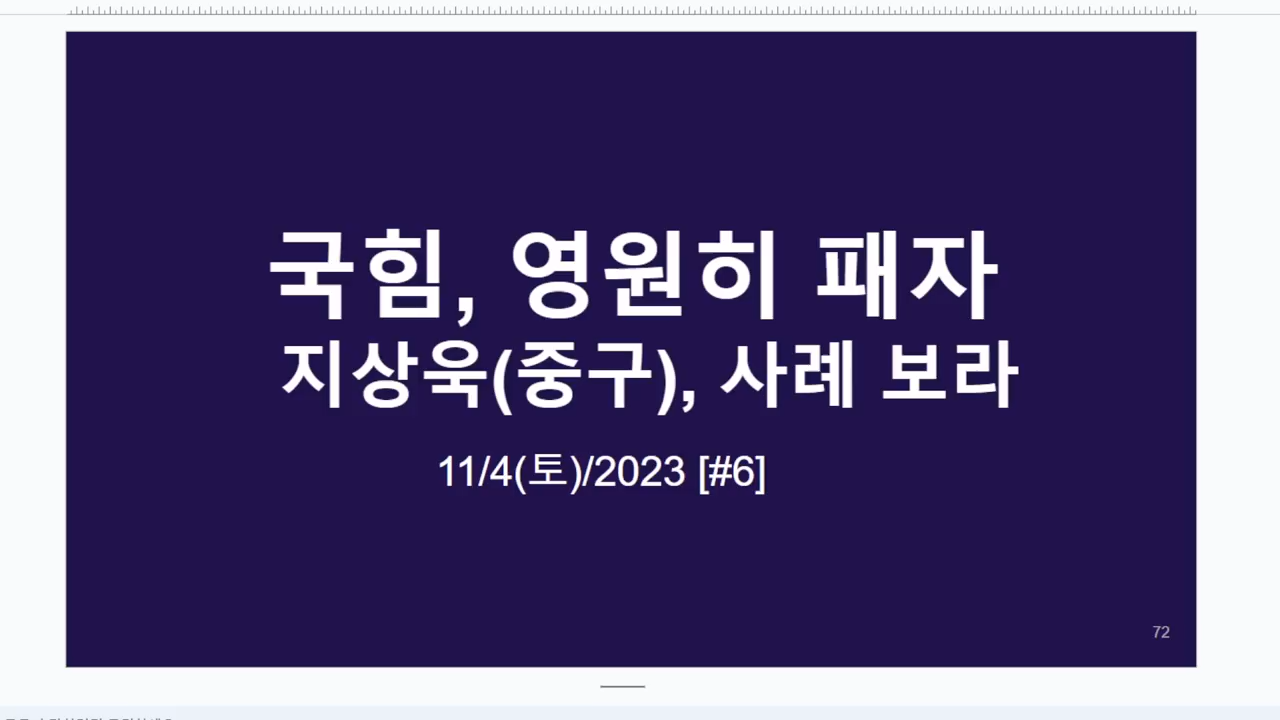 국힘, 영원히 패자
지상욱(중구), 사례 보라
11/4(토)/2023 [#6]
72